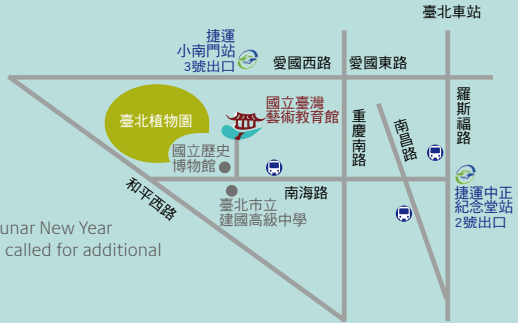 臺北車站
捷運
小南門站
3號出口
愛國西路
愛國東路
臺北植物園
國立臺灣
藝術教育館
重慶南路
南昌路
羅斯福路
國立歷史
博物館
和平西路
南海路
臺北市立
建國高級中學
捷運中正
紀念堂站
2號出口
unar New Year
called for additional